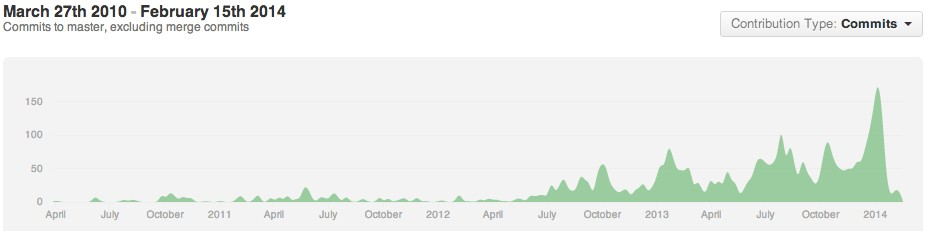 March 27th 2010 - February 15th 2014
Commits to master, excluding merge commits
Contribution Type: Commits
150
100
50
0
April July October 2011 April July October 2012 April July October 2013 April July October 2014